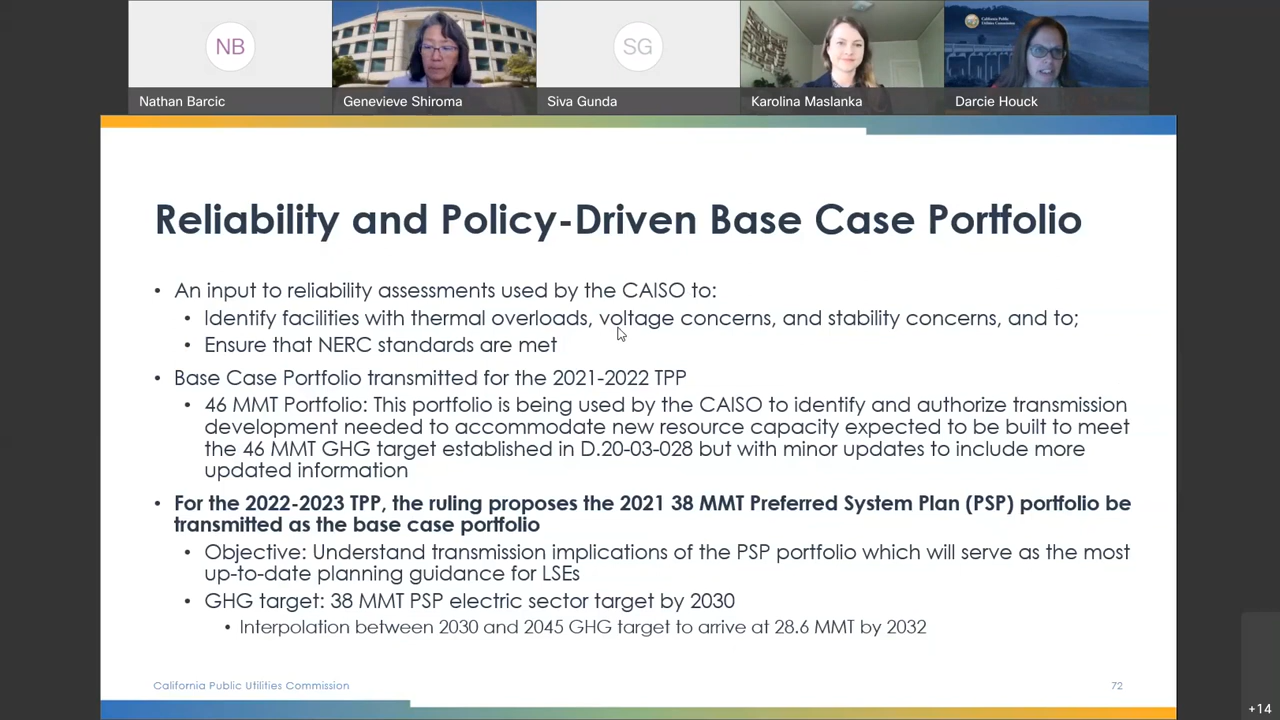 NB
SG
California Public
Utilities Commission
Nathan Barcic
Genevieve Shiroma
Siva Gunda
Karolina Maslanka
Darcie Houck
Reliability and Policy-Driven Base Case Portfolio
• An input to reliability assessments used by the CAISO to:
• Identify facilities with thermal overloads, voltage concerns, and stability concerns, and to;
• Ensure that NERC standards are met
• Base Case Portfolio transmitted for the 2021-2022 TPP
• 46 MMT Portfolio: This portfolio is being used by the CAISO to identify and authorize transmission
development needed to accommodate new resource capacity expected to be built to meet
the 46 MMT GHG target established in D.20-03-028 but with minor updates to include more
updated information
• For the 2022-2023 TPP, the ruling proposes the 2021 38 MMT Preferred System Plan (PSP) portfolio be
transmitted as the base case portfolio
• Objective: Understand transmission implications of the PSP portfolio which will serve as the most
up-to-date planning guidance for LSEs
• GHG target: 38 MMT PSP electric sector target by 2030
• Interpolation between 2030 and 2045 GHG target to arrive at 28.6 MMT by 2032
California Public Utilities Commission
72
+14